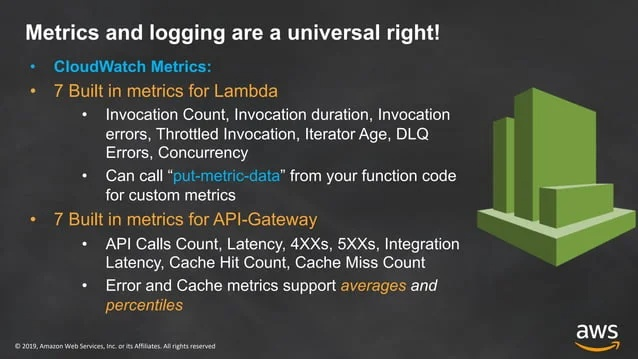 Metrics and logging are a universal right!
• CloudWatch Metrics:
• 7 Built in metrics for Lambda
• Invocation Count, Invocation duration, Invocation
errors, Throttled Invocation, Iterator Age, DLQ
Errors, Concurrency
• Can call “put-metric-data” from your function code
for custom metrics
• 7 Built in metrics for API-Gateway
• API Calls Count, Latency, 4XXs, 5XXs, Integration
Latency, Cache Hit Count, Cache Miss Count
• Error and Cache metrics support averages and
percentiles
© 2019, Amazon Web Services, Inc. or its Affiliates. All rights reserved
aws